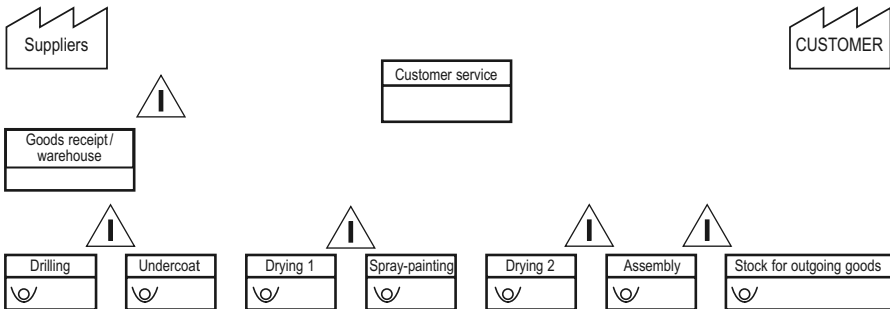 Suppliers
CUSTOMER
Customer service
I
Goods receipt/
warehouse
I
I
I
I
Drilling
Undercoat
Drying 1
Spray-painting
Drying 2
Assembly
Stock for outgoing goods